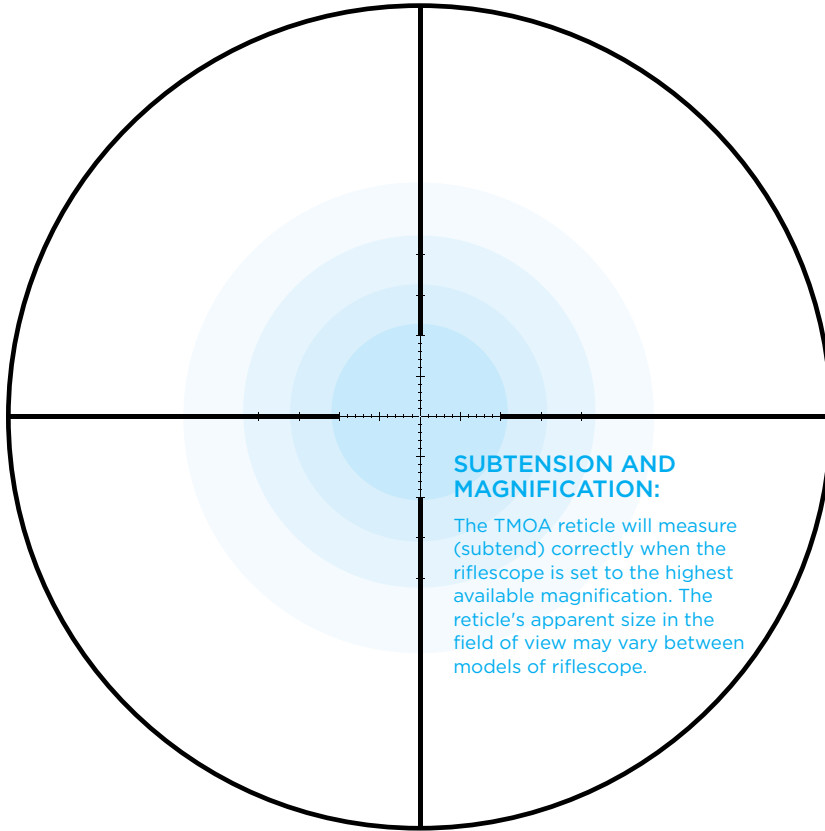 SUBTENSION AND
MAGNIFICATION:
The TMOA reticle will measure
(subtend) correctly when the
riflescope is set to the highest
available magnification. The
reticle's apparent size in the
field of view may vary between
models of riflescope.